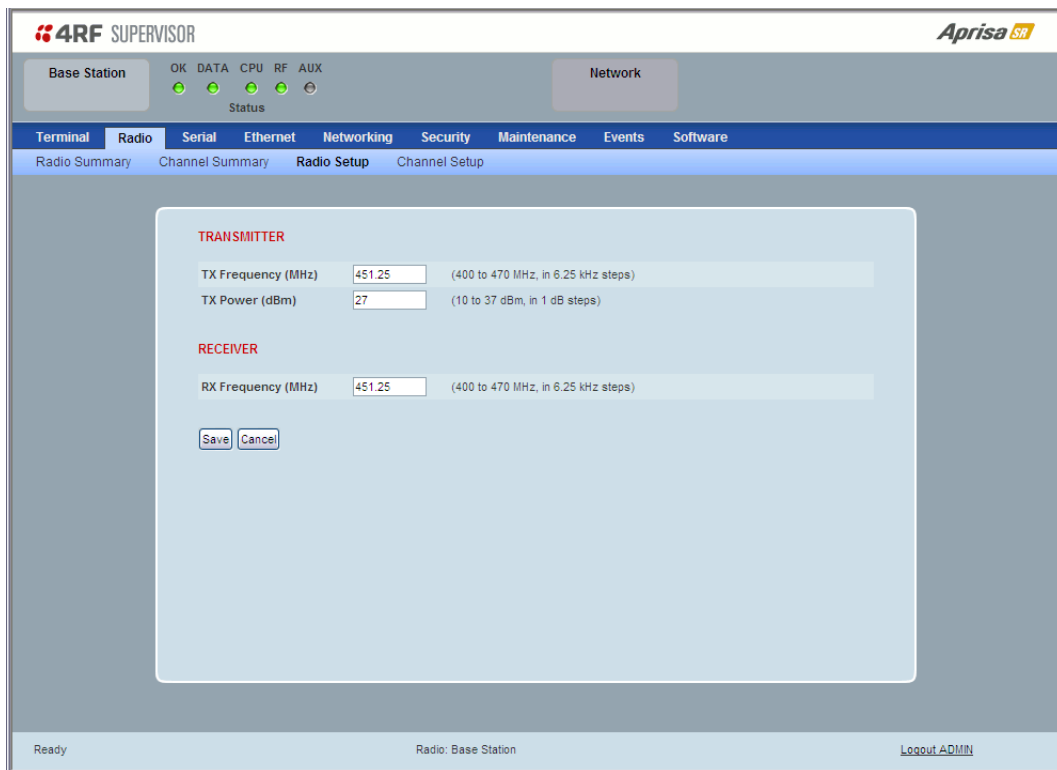 4RF SUPERVISOR
Aprisa SR
Base Station
OK DATA CPU RF AUX
Status
Network
Terminal Radio Serial Ethernet Networking Security Maintenance Events Software
Radio Summary Channel Summary Radio Setup Channel Setup
TRANSMITTER
TX Frequency (MHz) 451.25 (400 to 470 MHz, in 6.25 kHz steps)
TX Power (dBm) 27 (10 to 37 dBm, in 1 dB steps)
RECEIVER
RX Frequency (MHz) 451.25 (400 to 470 MHz, in 6.25 kHz steps)
Save Cancel
Ready Radio: Base Station Logout ADMIN